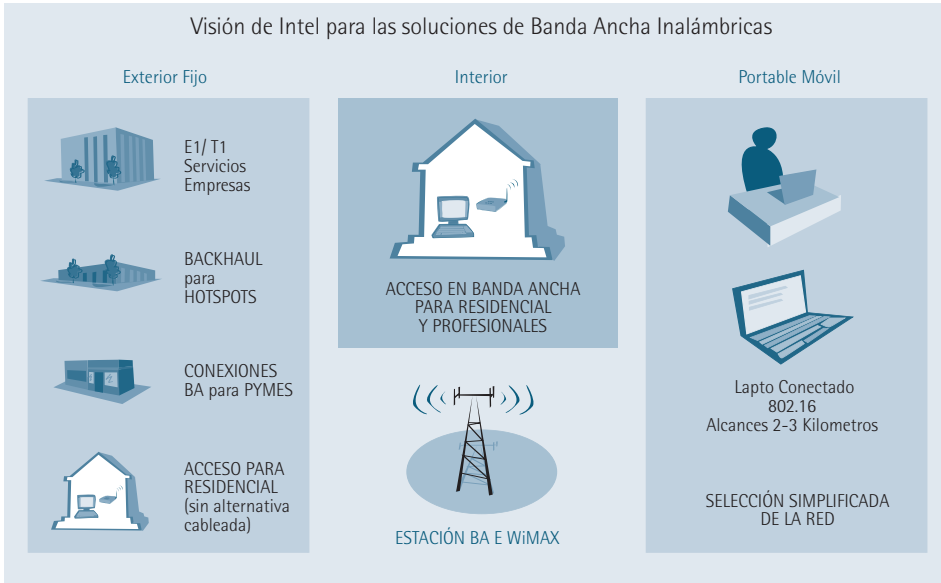 Visión de Intel para las soluciones de Banda Ancha Inalámbricas
Exterior Fijo
E1/ T1
Servicios
Empresas
BACKHAUL
para
HOTSPOTS
CONEXIONES
BA para PYMES
ACCESO PARA
RESIDENCIAL
(sin alternativa
cableada)
Interior
ACCESO EN BANDA ANCHA
PARA RESIDENCIAL
Y PROFESIONALES
ESTACIÓN BA E WiMAX
Portable Móvil
Lapto Conectado
802.16
Alcances 2-3 Kilometros
SELECCIÓN SIMPLIFICADA
DE LA RED